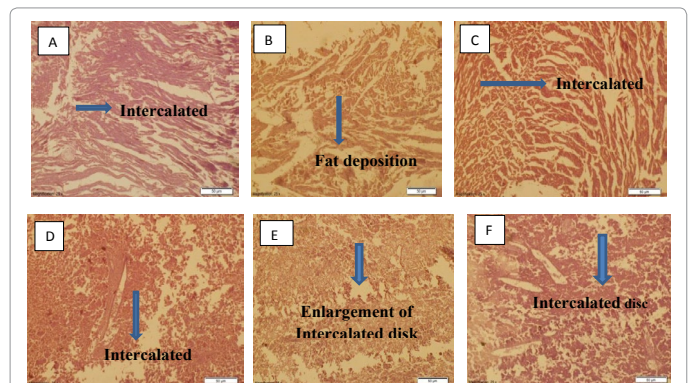 A
Intercalated
B
Fat deposition
C
Intercalated
D
Intercalated
E
Enlargement of
Intercalated disk
F
Intercalated disc